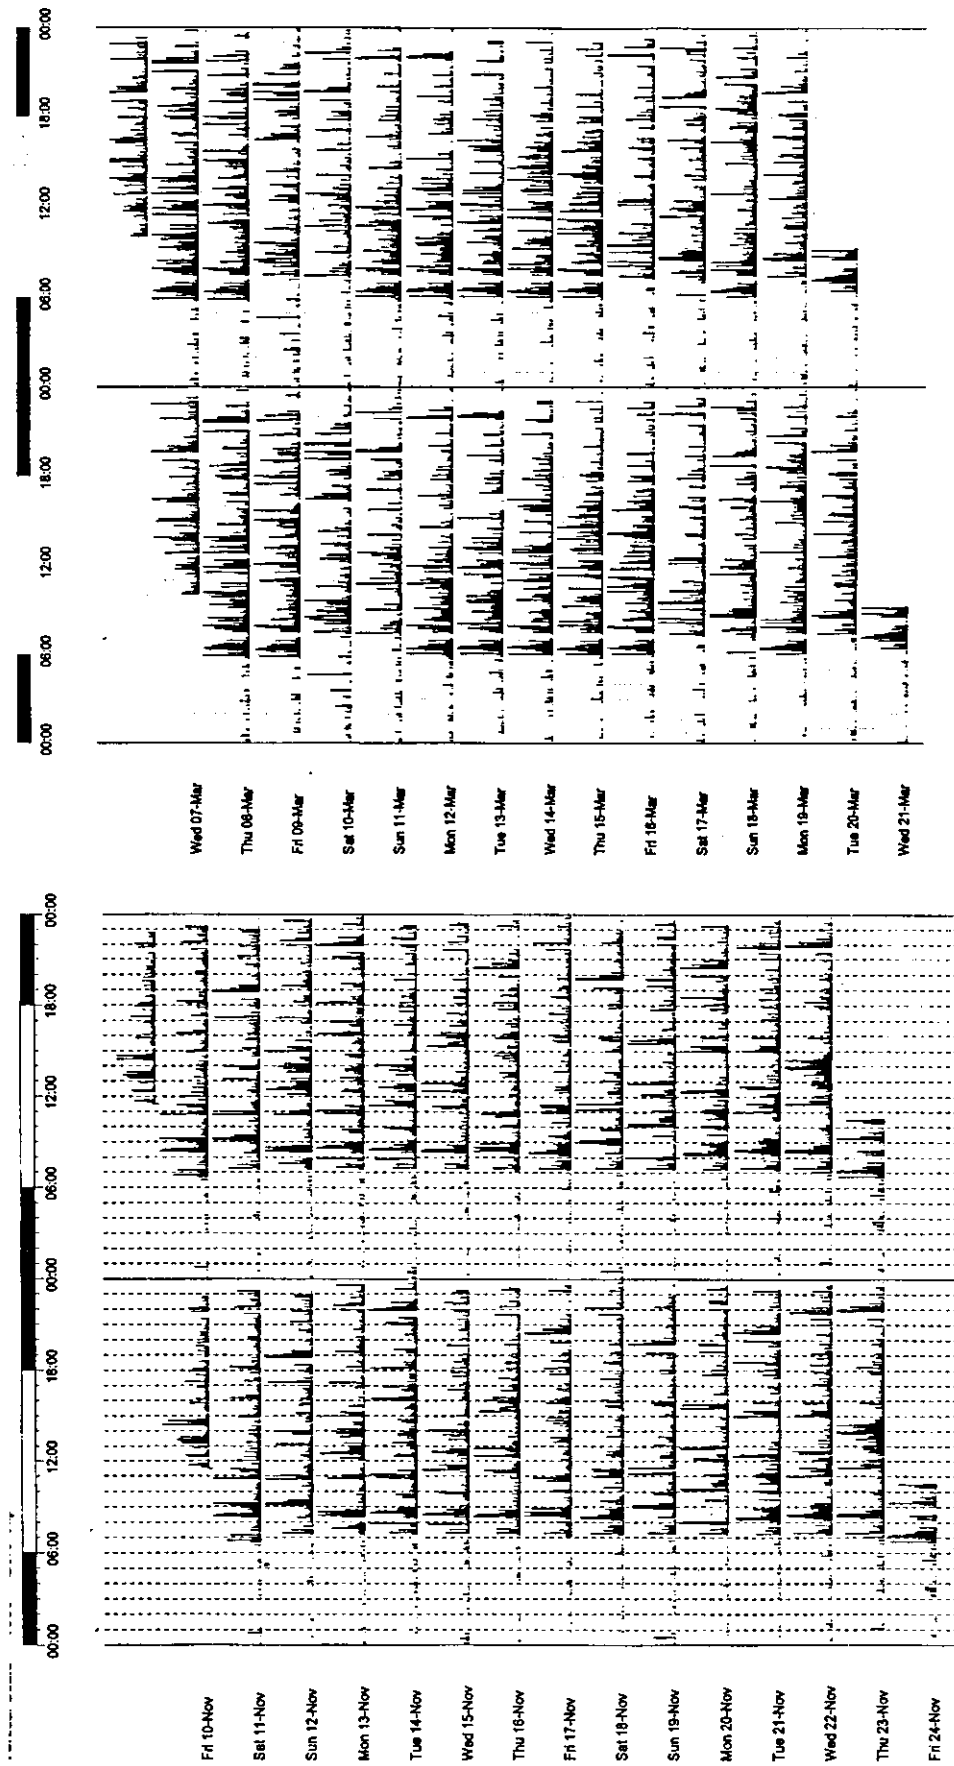 00:00 06:00 12:00 18:00 00:00 06:00 12:00 18:00 00:00
Fri 10-Nov
Sat 11-Nov
Sun 12-Nov
Mon 13-Nov
Tue 14-Nov
Wed 15-Nov
Thu 16-Nov
Fri 17-Nov
Sat 18-Nov
Sun 19-Nov
Mon 20-Nov
Tue 21-Nov
Wed 22-Nov
Thu 23-Nov
Fri 24-Nov
00:00 06:00 12:00 18:00 00:00 06:00 12:00 18:00 00:00
Wed 07-Mar
Thu 08-Mar
Fri 09-Mar
Sat 10-Mar
Sun 11-Mar
Mon 12-Mar
Tue 13-Mar
Wed 14-Mar
Thu 15-Mar
Fri 16-Mar
Sat 17-Mar
Sun 18-Mar
Mon 19-Mar
Tue 20-Mar
Wed 21-Mar